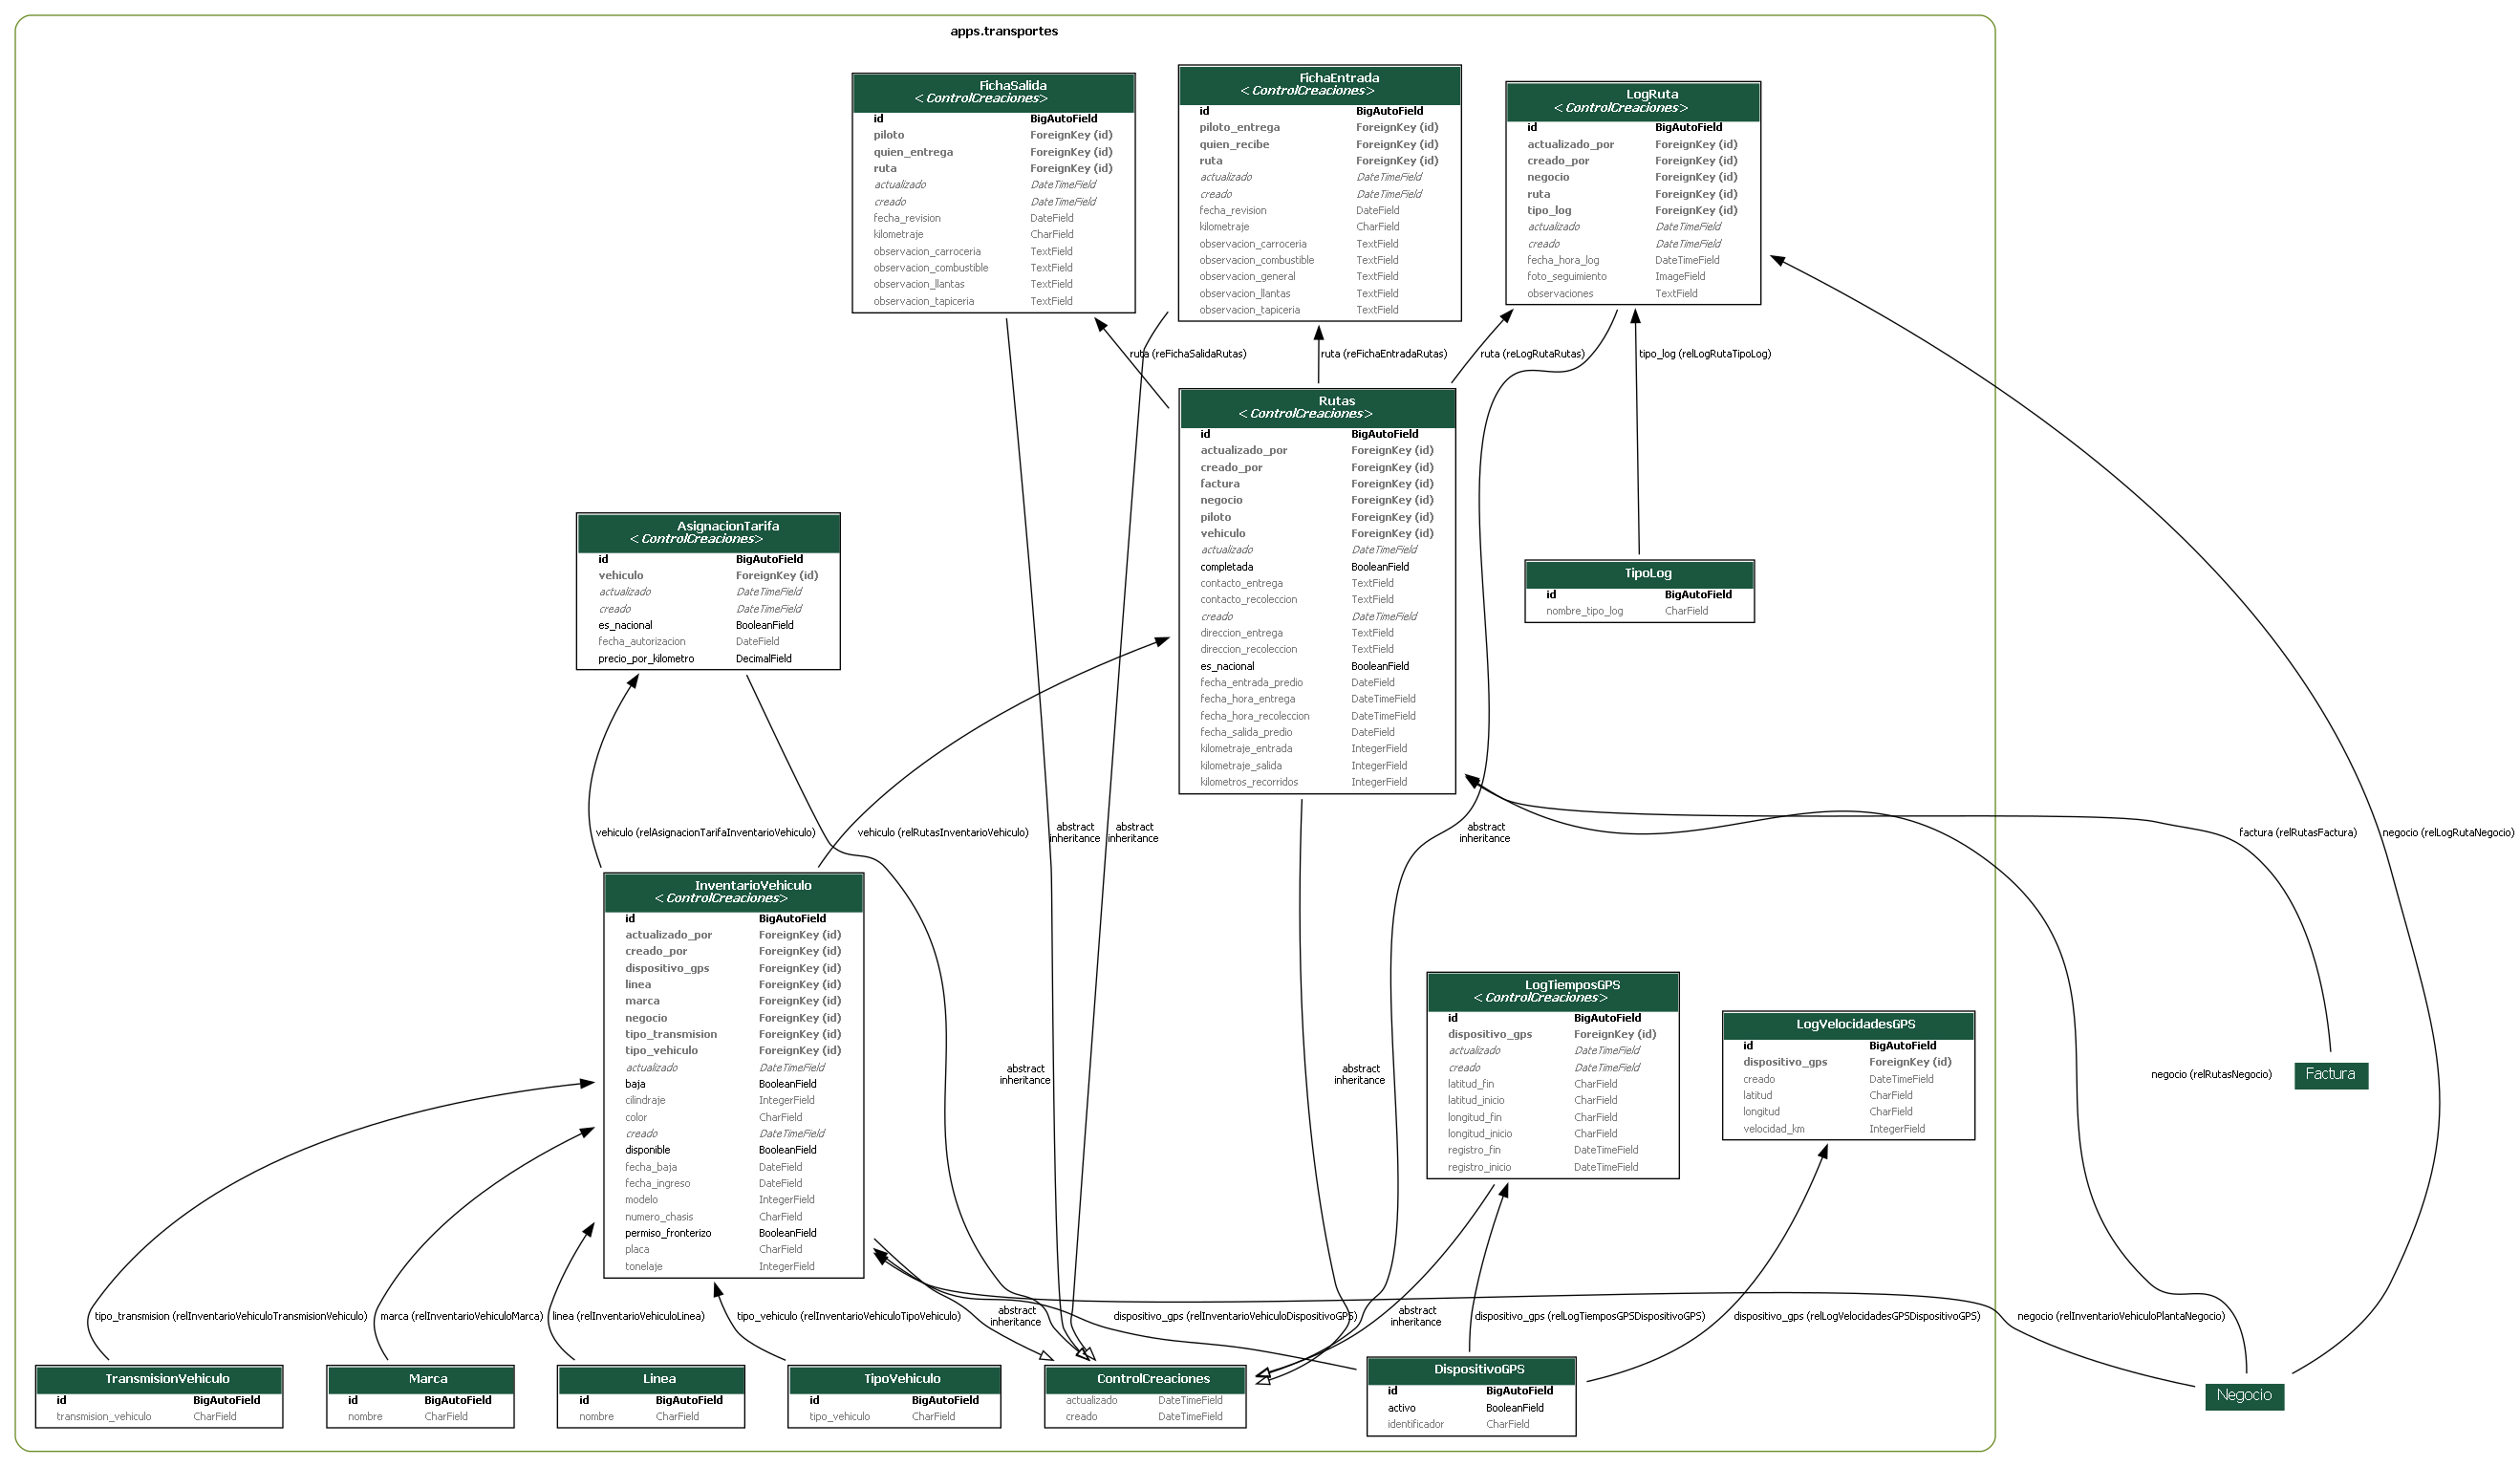 apps.transportes
FichaSalida
<ControlCreaciones>
id BigAutoField
piloto ForeignKey (id)
quien_entrega ForeignKey (id)
ruta ForeignKey (id)
actualizado DateTimeField
creado DateTimeField
fecha_revision DateField
kilometraje CharField
observacion_carroceria TextField
observacion_combustible TextField
observacion_llantas TextField
observacion_tapiceria TextField
FichaEntrada
<ControlCreaciones>
id BigAutoField
piloto_entrega ForeignKey (id)
quien_recibe ForeignKey (id)
ruta ForeignKey (id)
actualizado DateTimeField
creado DateTimeField
fecha_revision DateField
kilometraje CharField
observacion_carroceria TextField
observacion_combustible TextField
observacion_general TextField
observacion_llantas TextField
observacion_tapiceria TextField
LogRuta
<ControlCreaciones>
id BigAutoField
actualizado_por ForeignKey (id)
creado_por ForeignKey (id)
negocio ForeignKey (id)
ruta ForeignKey (id)
tipo_log ForeignKey (id)
actualizado DateTimeField
creado DateTimeField
fecha_hora_log DateTimeField
foto_seguimiento ImageField
observaciones TextField
ruta (reFichaSalidaRutas)
ruta (reFichaEntradaRutas)
ruta (reLogRutaRutas)
tipo_log (relLogRutaTipoLog)
Rutas
<ControlCreaciones>
id BigAutoField
actualizado_por ForeignKey (id)
creado_por ForeignKey (id)
factura ForeignKey (id)
negocio ForeignKey (id)
piloto ForeignKey (id)
vehiculo ForeignKey (id)
actualizado DateTimeField
completada BooleanField
contacto_entrega TextField
contacto_recoleccion TextField
creado DateTimeField
direccion_entrega TextField
direccion_recoleccion TextField
es_nacional BooleanField
fecha_entrada_predio DateField
fecha_hora_entrega DateTimeField
fecha_hora_recoleccion DateTimeField
fecha_salida_predio DateField
kilometraje_entrada IntegerField
kilometraje_salida IntegerField
kilometros_recorridos IntegerField
AsignacionTarifa
<ControlCreaciones>
id BigAutoField
vehiculo ForeignKey (id)
actualizado DateTimeField
creado DateTimeField
es_nacional BooleanField
fecha_autorizacion DateField
precio_por_kilometro DecimalField
TipoLog
id BigAutoField
nombre_tipo_log CharField
vehiculo (relAsignacionTarifaInventarioVehiculo)
vehiculo (relRutasInventarioVehiculo)
abstract
inheritance
abstract
inheritance
abstract
inheritance
factura (relRutasFactura)
negocio (relLogRutaNegocio)
InventarioVehiculo
<ControlCreaciones>
id BigAutoField
actualizado_por ForeignKey (id)
creado_por ForeignKey (id)
dispositivo_gps ForeignKey (id)
linea ForeignKey (id)
marca ForeignKey (id)
negocio ForeignKey (id)
tipo_transmision ForeignKey (id)
tipo_vehiculo ForeignKey (id)
actualizado DateTimeField
baja BooleanField
cilindraje IntegerField
color CharField
creado DateTimeField
disponible BooleanField
fecha_baja DateField
fecha_ingreso DateField
modelo IntegerField
numero_chasis CharField
permiso_fronterizo BooleanField
placa CharField
tonelaje IntegerField
abstract
inheritance
abstract
inheritance
LogTiemposGPS
<ControlCreaciones>
id BigAutoField
dispositivo_gps ForeignKey (id)
actualizado DateTimeField
creado DateTimeField
latitud_fin CharField
latitud_inicio CharField
longitud_fin CharField
longitud_inicio CharField
registro_fin DateTimeField
registro_inicio DateTimeField
LogVelocidadesGPS
id BigAutoField
dispositivo_gps ForeignKey (id)
creado DateTimeField
latitud CharField
longitud CharField
velocidad_km IntegerField
negocio (relRutasNegocio)
Factura
tipo_transmision (relInventarioVehiculoTransmisionVehiculo)
marca (relInventarioVehiculoMarca)
linea (relInventarioVehiculoLinea)
tipo_vehiculo (relInventarioVehiculoTipoVehiculo)
abstract
inheritance
dispositivo_gps (relInventarioVehiculoDispositivoGPS)
abstract
inheritance
dispositivo_gps (relLogTiemposGPSDispositivoGPS)
dispositivo_gps (relLogVelocidadesGPSDispositivoGPS)
negocio (relInventarioVehiculoPlantaNegocio)
TransmisionVehiculo
id BigAutoField
transmision_vehiculo CharField
Marca
id BigAutoField
nombre CharField
Linea
id BigAutoField
nombre CharField
TipoVehiculo
id BigAutoField
tipo_vehiculo CharField
ControlCreaciones
actualizado DateTimeField
creado DateTimeField
DispositivoGPS
id BigAutoField
activo BooleanField
identificador CharField
Negocio